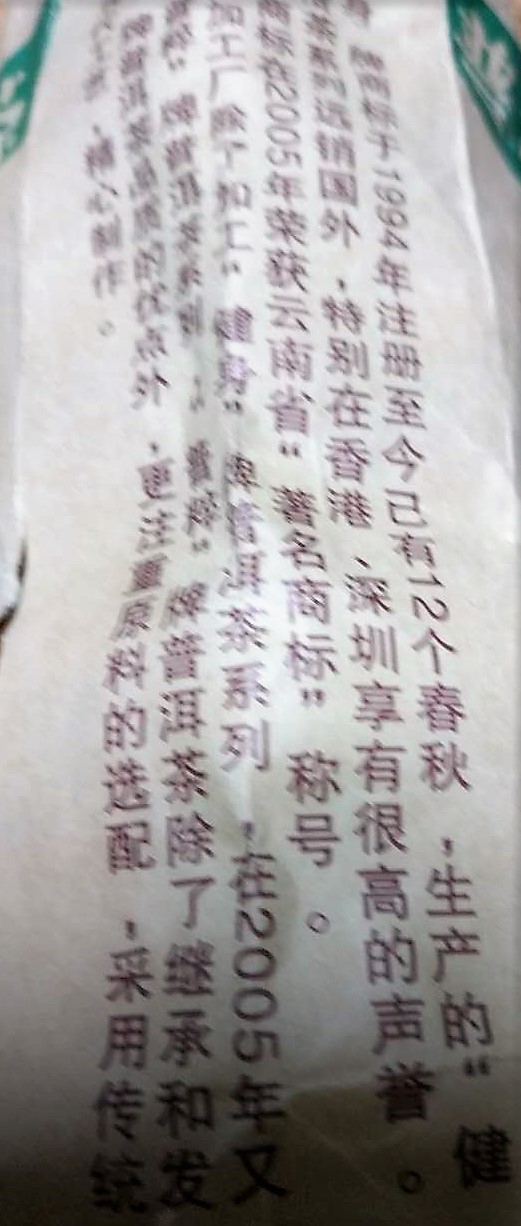 标于1994年注册至今已有12个春秋，生产的“健
茶系列远销国外，特别在香港、深圳享有很高的声誉。
商标在2005年荣获云南省“著名商标”称号。
加工厂除了加工“健身”牌普洱茶系列，在2005年又
牌普洱茶系列。牌普洱茶除了继承和发
普洱茶品质的优点外，更注重原料的选配，采用传统
精心制作。